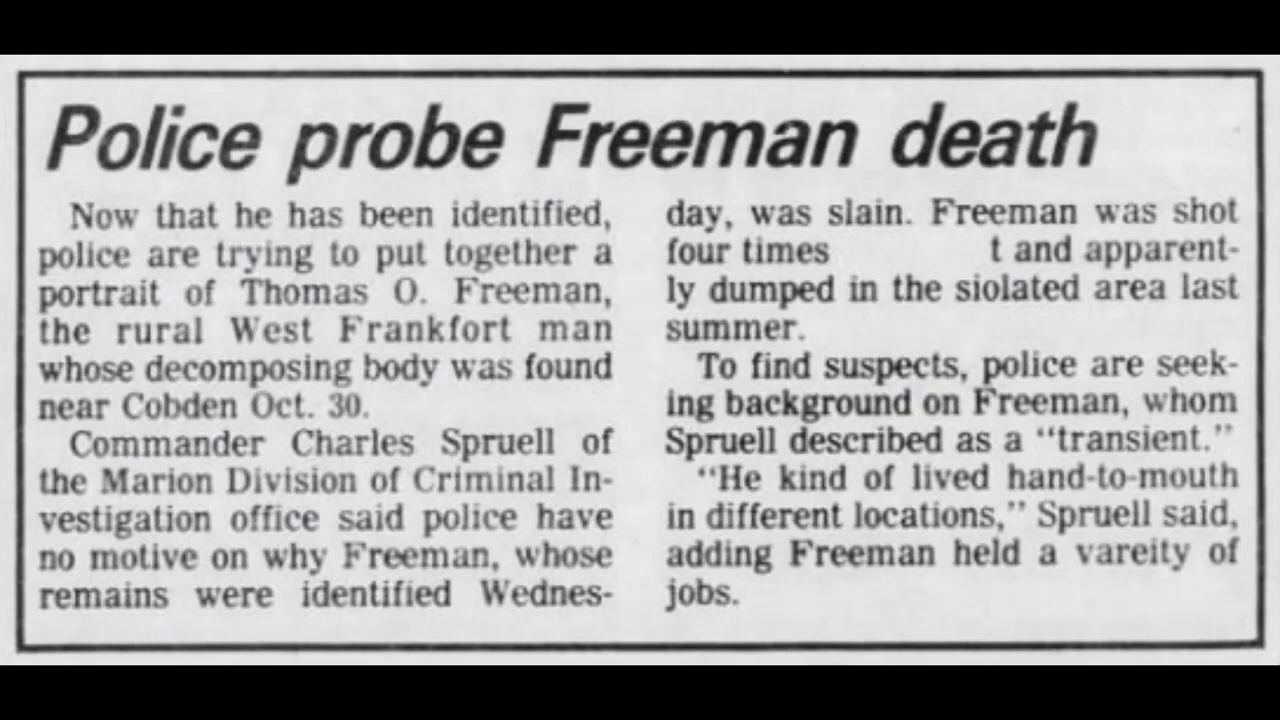 Police probe Freeman death
Now that he has been identified,
police are trying to put together a
portrait of Thomas O. Freeman,
the rural West Frankfort man
whose decomposing body was found
near Cobden Oct. 30.
Commander Charles Spruell of
the Marion Division of Criminal In-
vestigation office said police have
no motive on why Freeman, whose
remains were identified Wednes-
day, was slain. Freeman was shot
four times t and apparent-
ly dumped in the siolated area last
summer.
To find suspects, police are seek-
ing background on Freeman, whom
Spruell described as a “transient.”
“He kind of lived hand-to-mouth
in different locations,” Spruell said,
adding Freeman held a vareity of
jobs.